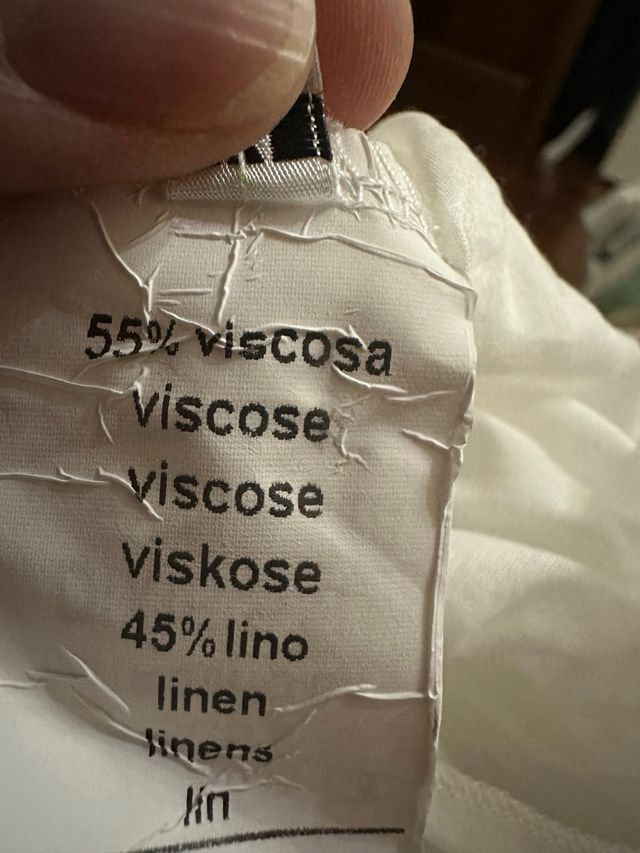 55% viscosa
viscose
viscose
viskose
45% lino
linen
linens
lin